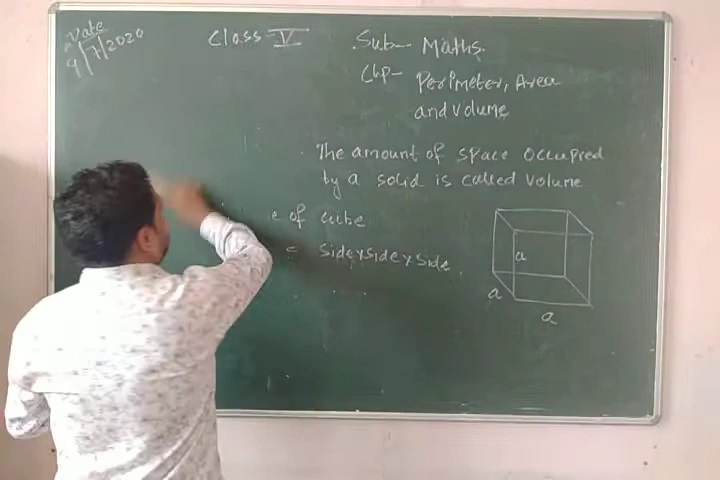 Date
9/7/2020
Class - V
Sub- Maths.
Chp- Perimeter, Area
and volume
The amount of space occupied
by a solid is called volume
e of cube
= side x side x side
a
a
a